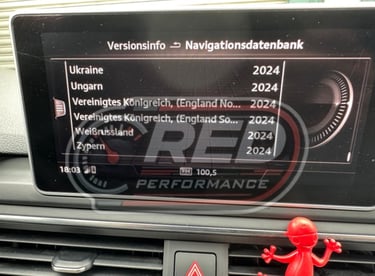 Versionsinfo Navigationsdatenbank
Ukraine 2024
Ungarn 2024
Vereinigtes Königreich, (England No... 2024
Vereinigtes Königreich, (England So... 2024
Weißrussland 2024
Zypern 2024
RED
PERFORMANCE
18:03 100,5